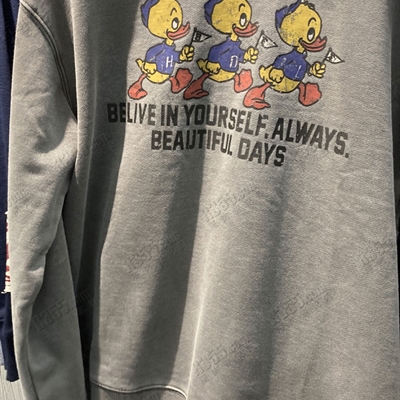 H D L
BELIVE IN YOURSELF. ALWAYS.
BEAUTIFUL DAYS